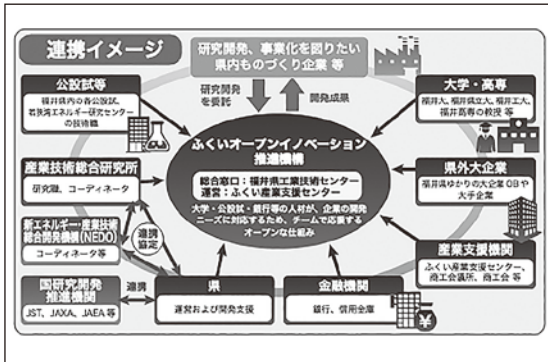 連携イメージ
研究開発、事業化を図りたい
県内ものづくり企業 等
研究開発
を委託
開発成果
公設試等
福井県内の各公設試、
若狭湾エネルギー研究センター
の技術職
大学・高専
福井大、福井県立大、福井工大、
福井高専の教授 等
ふくいオープンイノベーション
推進機構
総合窓口：福井県工業技術センター
運営：ふくい産業支援センター
大学・公設試・銀行等の人材が、企業の開発
ニーズに対応するため、チームで応援する
オープンな仕組み
産業技術総合研究所
研究職、コーディネータ
県外大企業
福井県ゆかりの大企業OBや
大手企業
新エネルギー・産業技術
総合開発機構(NEDO)
コーディネータ等
連携
協定
産業支援機関
ふくい産業支援センター、
商工会議所、商工会 等
国研究開発
推進機関
JST、JAXA、JAEA 等
連携
県
運営および開発支援
金融機関
銀行、信用金庫
¥